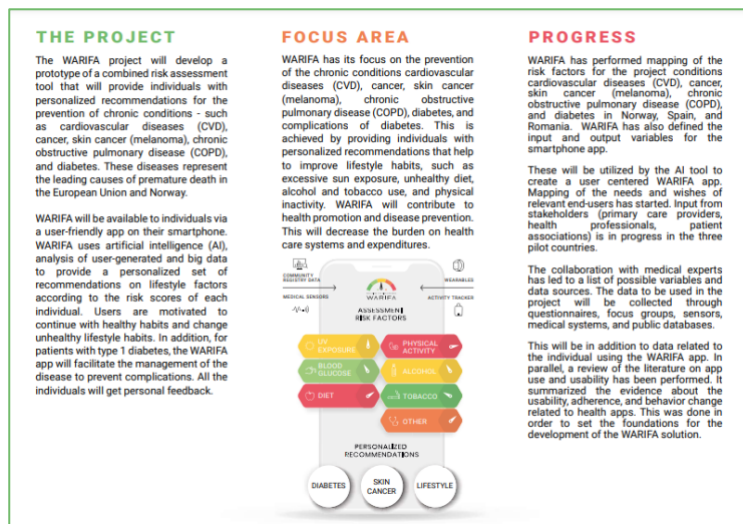 THE PROJECT
The WARIFA project will develop a
prototype of a combined risk assessment
tool that will provide individuals with
personalized recommendations for the
prevention of chronic conditions - such
as cardiovascular diseases (CVD),
cancer, skin cancer (melanoma), chronic
obstructive pulmonary disease (COPD),
and diabetes. These diseases represent
the leading causes of premature death in
the European Union and Norway.
WARIFA will be available to individuals via
a user-friendly app on their smartphone.
WARIFA uses artificial intelligence (AI),
analysis of user-generated and big data
to provide a personalized set of
recommendations on lifestyle factors
according to the risk scores of each
individual. Users are motivated to
continue with healthy habits and change
unhealthy lifestyle habits. In addition, for
patients with type 1 diabetes, the WARIFA
app will facilitate the management of the
disease to prevent complications. All the
individuals will get personal feedback.
FOCUS AREA
WARIFA has its focus on the prevention
of the chronic conditions cardiovascular
diseases (CVD), cancer, skin cancer
(melanoma), chronic obstructive
pulmonary disease (COPD), diabetes, and
complications of diabetes. This is
achieved by providing individuals with
personalized recommendations that help
to improve lifestyle habits, such as
excessive sun exposure, unhealthy diet,
alcohol and tobacco use, and physical
inactivity. WARIFA will contribute to
health promotion and disease prevention.
This will decrease the burden on health
care systems and expenditures.
COMMUNITY
REGISTRY DATA
WEARABLES
MEDICAL SENSORS
ACTIVITY TRACKER
WARIFA
ASSESSMENT
RISK FACTORS
UV
EXPOSURE
PHYSICAL
ACTIVITY
BLOOD
GLUCOSE
ALCOHOL
DIET
TOBACCO
OTHER
PERSONALIZED
RECOMMENDATIONS
DIABETES
SKIN
CANCER
LIFESTYLE
PROGRESS
WARIFA has performed mapping of the
risk factors for the project conditions
cardiovascular diseases (CVD), cancer,
skin cancer (melanoma), chronic
obstructive pulmonary disease (COPD),
and diabetes in Norway, Spain, and
Romania. WARIFA has also defined the
input and output variables for the
smartphone app.
These will be utilized by the AI tool to
create a user centered WARIFA app.
Mapping of the needs and wishes of
relevant end-users has started. Input from
stakeholders (primary care providers,
health professionals, patient
associations) is in progress in the three
pilot countries.
The collaboration with medical experts
has led to a list of possible variables and
data sources. The data to be used in the
project will be collected through
questionnaires, focus groups, sensors,
medical systems, and public databases.
This will be in addition to data related to
the individual using the WARIFA app. In
parallel, a review of the literature on app
use and usability has been performed. It
summarized the evidence about the
usability, adherence, and behavior change
related to health apps. This was done in
order to set the foundations for the
development of the WARIFA solution.